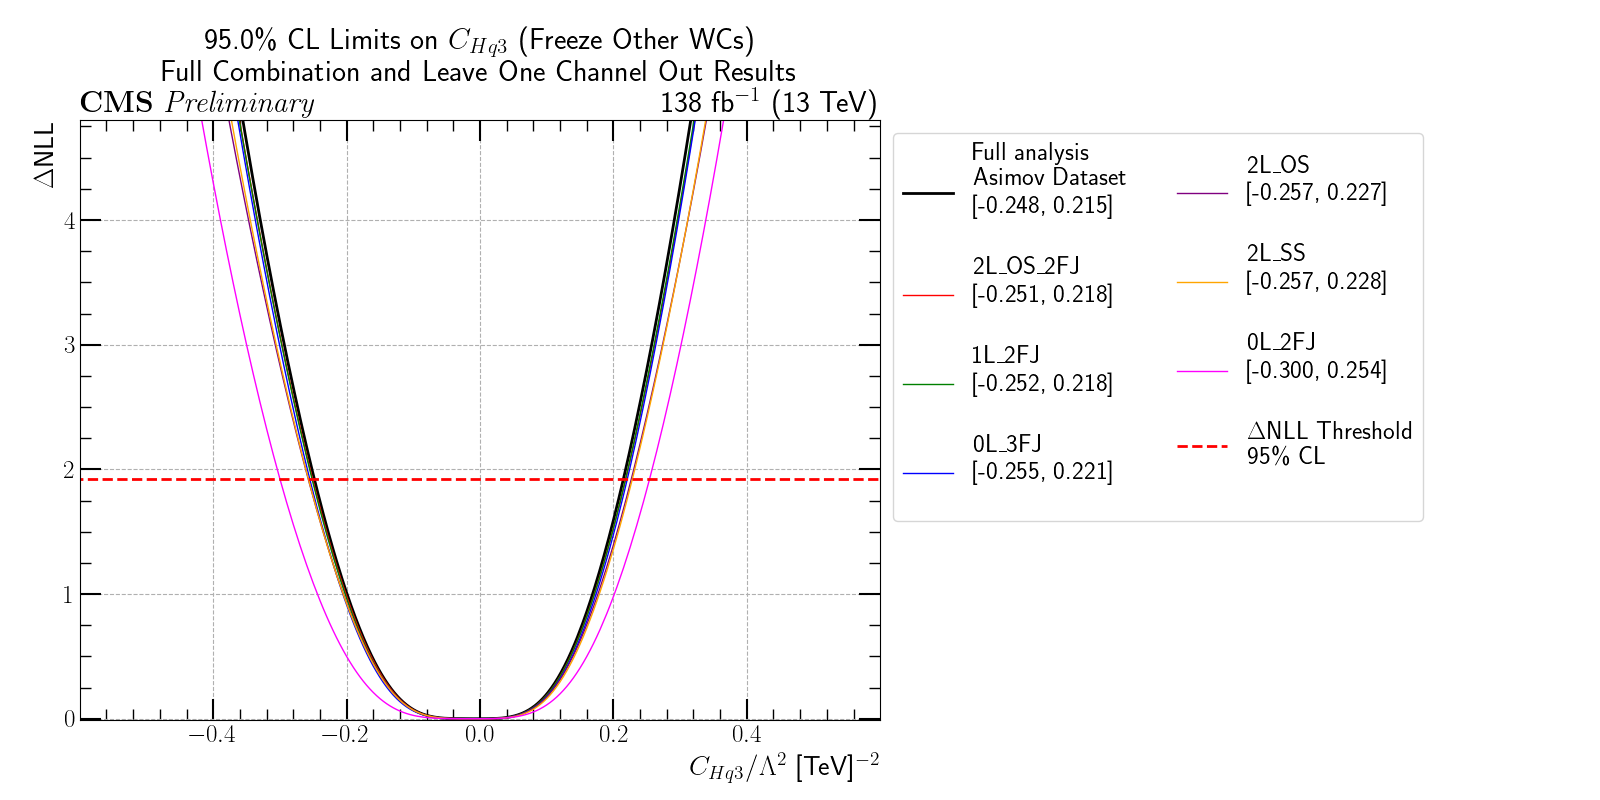 95.0% CL Limits on C_{Hq3} (Freeze Other WCs)
Full Combination and Leave One Channel Out Results
CMS Preliminary
138 fb⁻¹ (13 TeV)
ΔNLL
4
3
2
1
0
−0.4
−0.2
0.0
0.2
0.4
C_{Hq3}/Λ² [TeV]⁻²
Full analysis
Asimov Dataset
[-0.248, 0.215]
2L_OS_2FJ
[-0.251, 0.218]
1L_2FJ
[-0.252, 0.218]
0L_3FJ
[-0.255, 0.221]
2L_OS
[-0.257, 0.227]
2L_SS
[-0.257, 0.228]
0L_2FJ
[-0.300, 0.254]
ΔNLL Threshold
95% CL